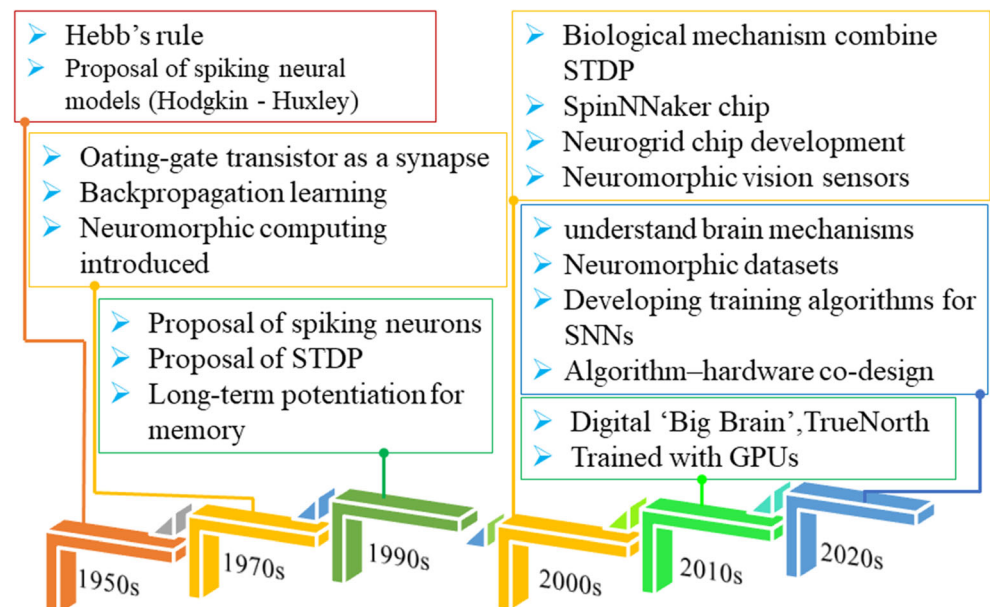 Hebb’s rule
Proposal of spiking neural
models (Hodgkin - Huxley)
Oating-gate transistor as a synapse
Backpropagation learning
Neuromorphic computing
introduced
Proposal of spiking neurons
Proposal of STDP
Long-term potentiation for
memory
Biological mechanism combine
STDP
SpinNNaker chip
Neurogrid chip development
Neuromorphic vision sensors
understand brain mechanisms
Neuromorphic datasets
Developing training algorithms for
SNNs
Algorithm–hardware co-design
Digital ‘Big Brain’,TrueNorth
Trained with GPUs
1950s
1970s
1990s
2000s
2010s
2020s